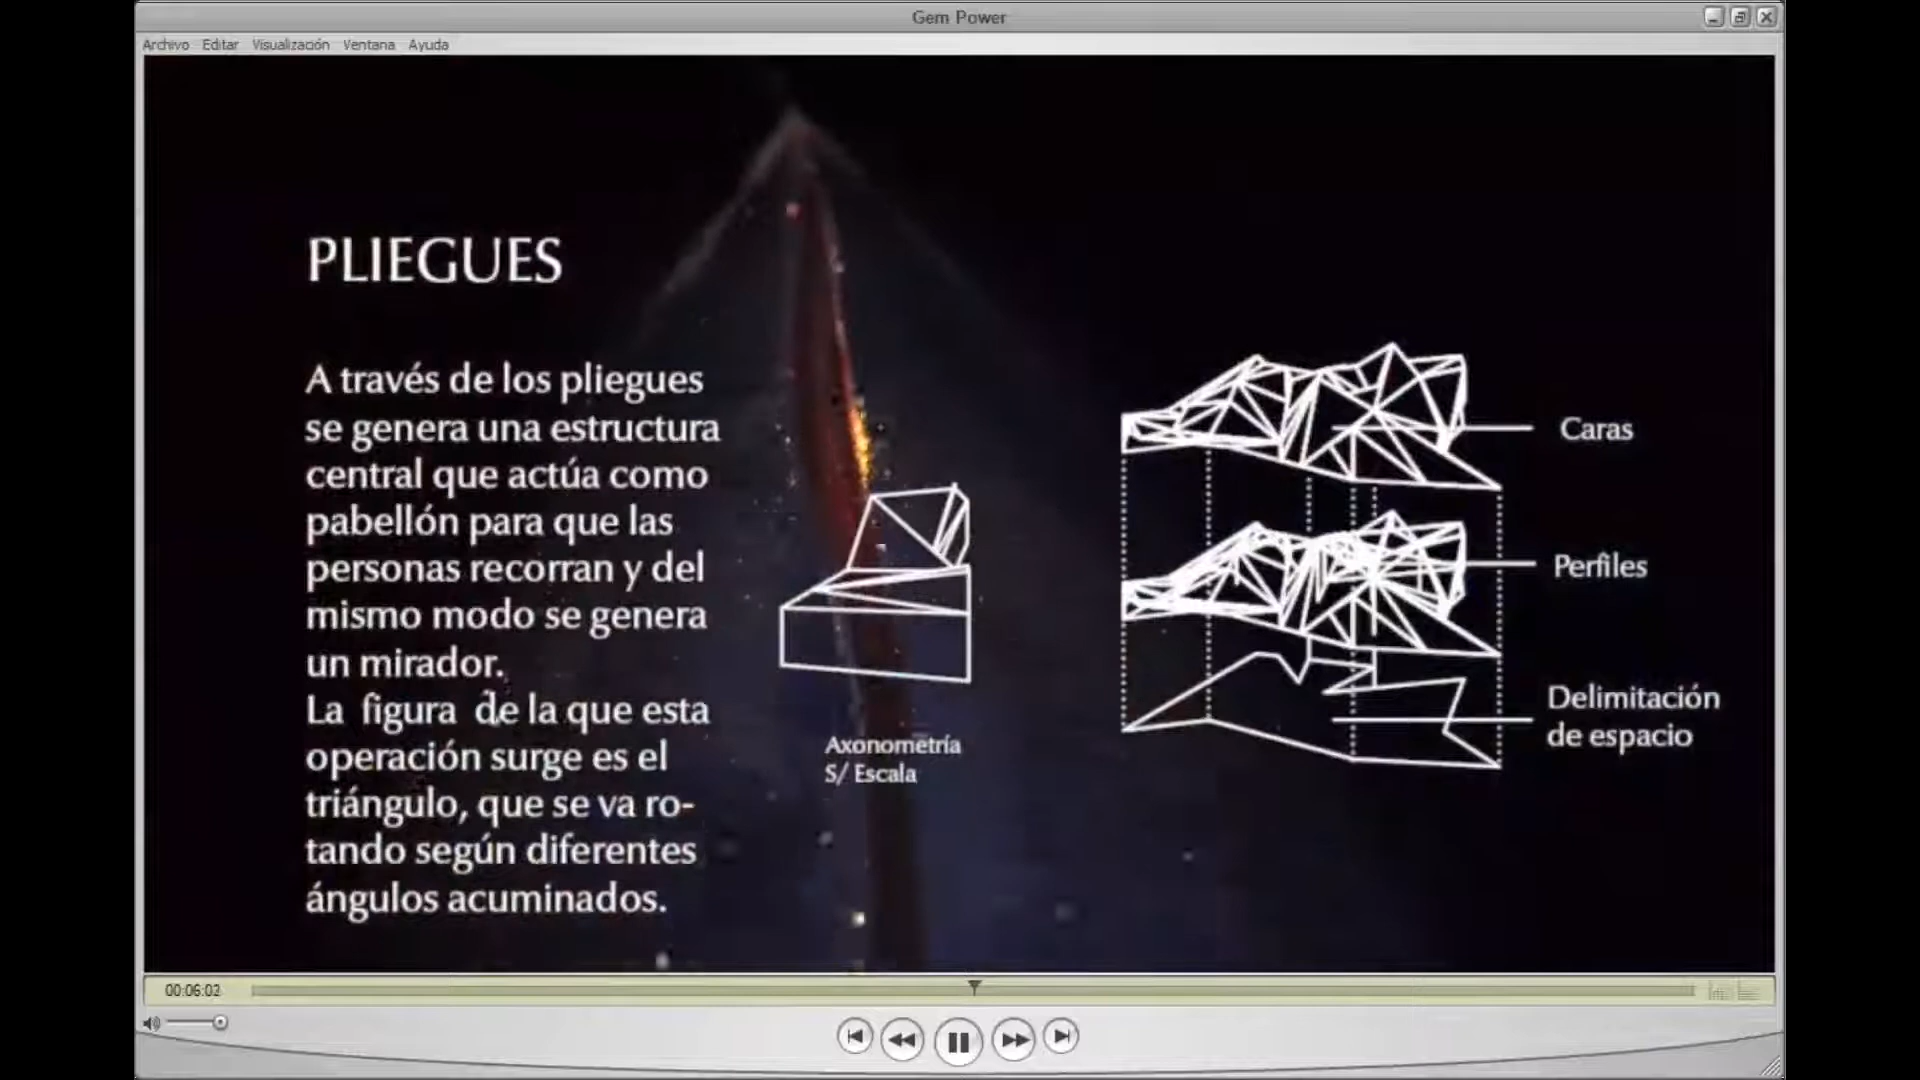 Gem Power
Archivo Editar Visualización Ventana Ayuda
PLIEGUES
A través de los pliegues
se genera una estructura
central que actúa como
pabellón para que las
personas recorran y del
mismo modo se genera
un mirador.
La figura de la que esta
operación surge es el
triángulo, que se va ro-
tando según diferentes
ángulos acuminados.
Axonometría
S/ Escala
Caras
Perfiles
Delimitación
de espacio
00:06:02